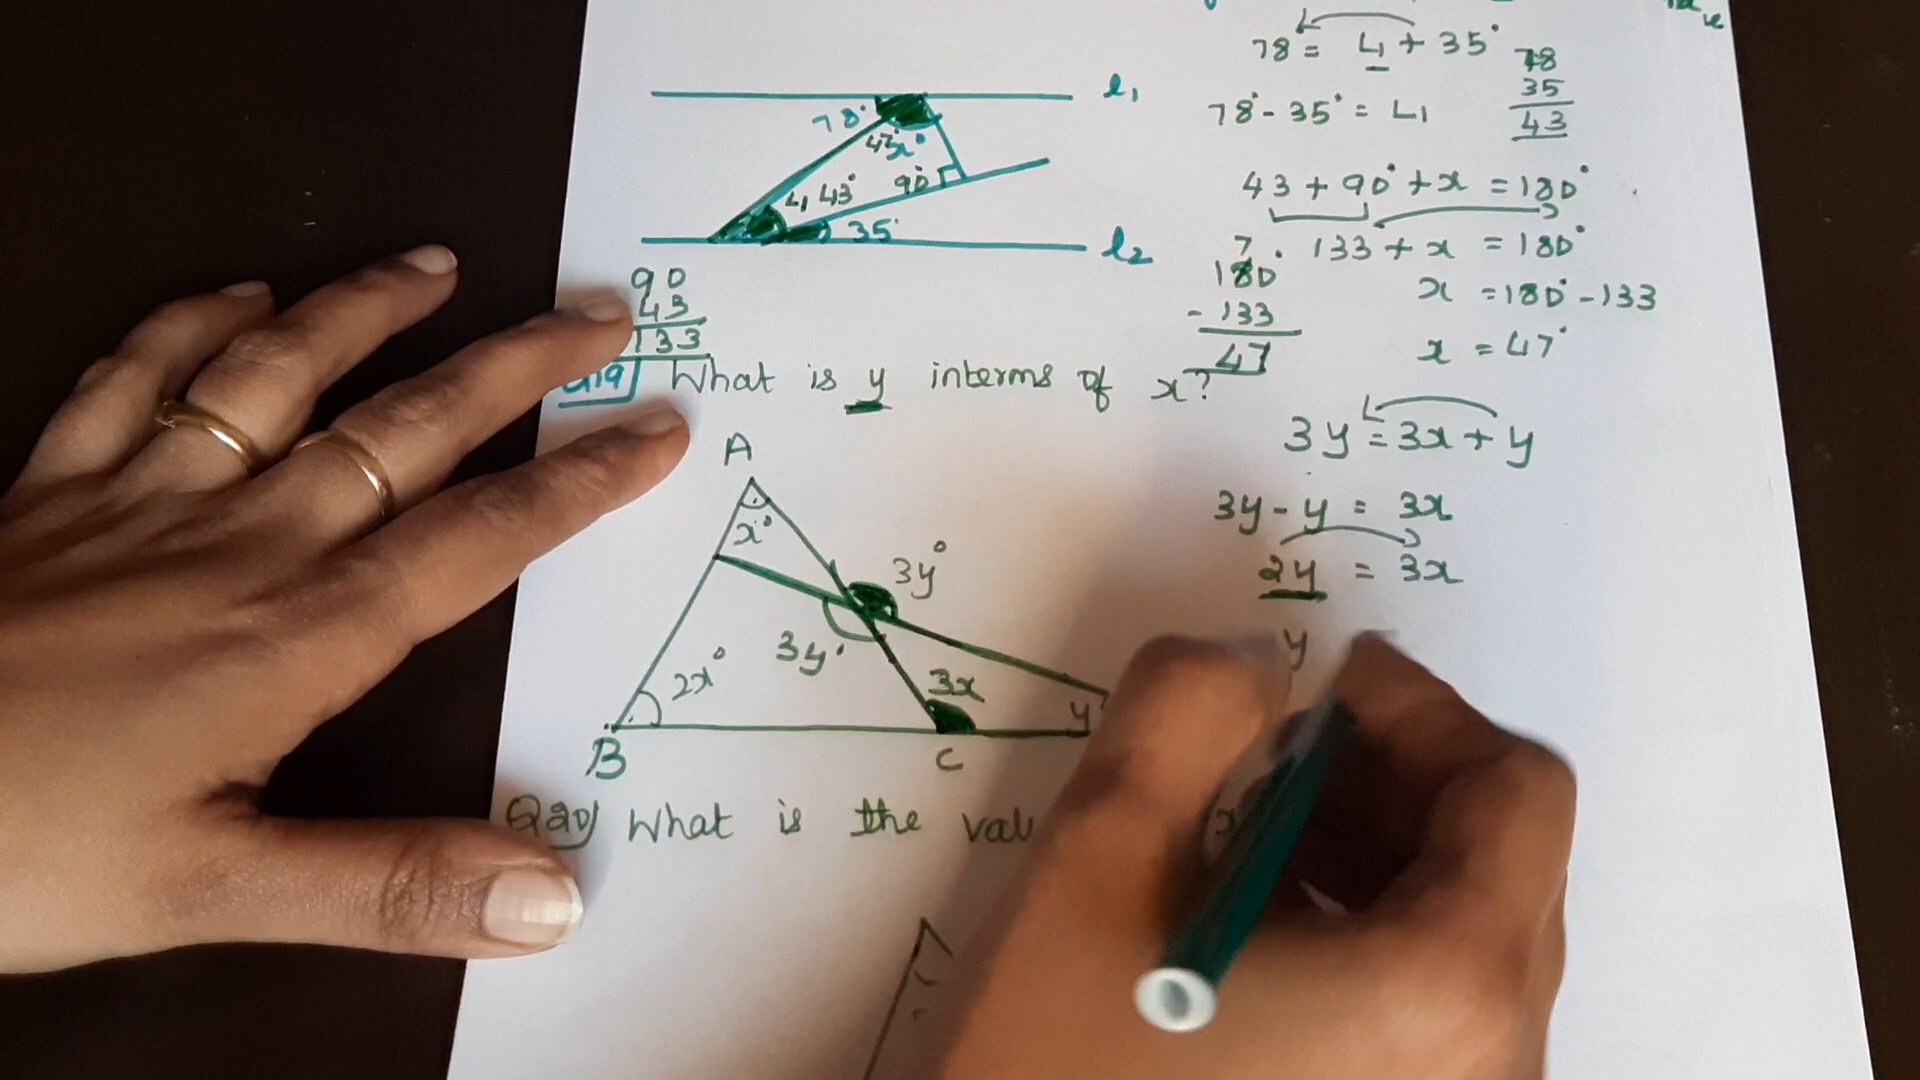 78 = ∠1 + 35°
78
35
43
78° - 35° = ∠1
l1
78°
x°
90
∠1 43°
35°
l2
43 + 90° + x = 180°
133 + x = 180°
x = 180° - 133
x = 47°
7
180
- 133
47
90
43
133
Q19) What is y interms of x?
3y = 3x + y
3y - y = 3x
2y = 3x
y
A
x°
3y°
3y°
2x°
3x
y
B
C
Q20) What is the